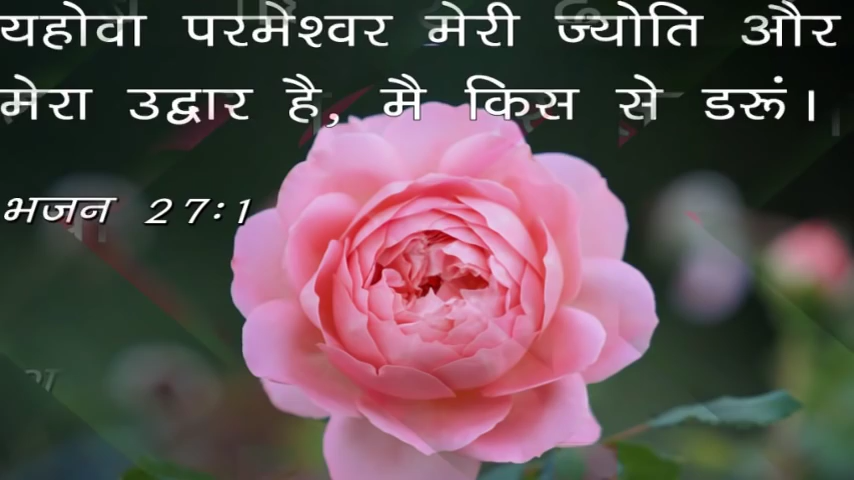 यहोवा परमेश्वर मेरी ज्योति और
मेरा उद्वार है, मै किस से डरूं।
भजन 27:1